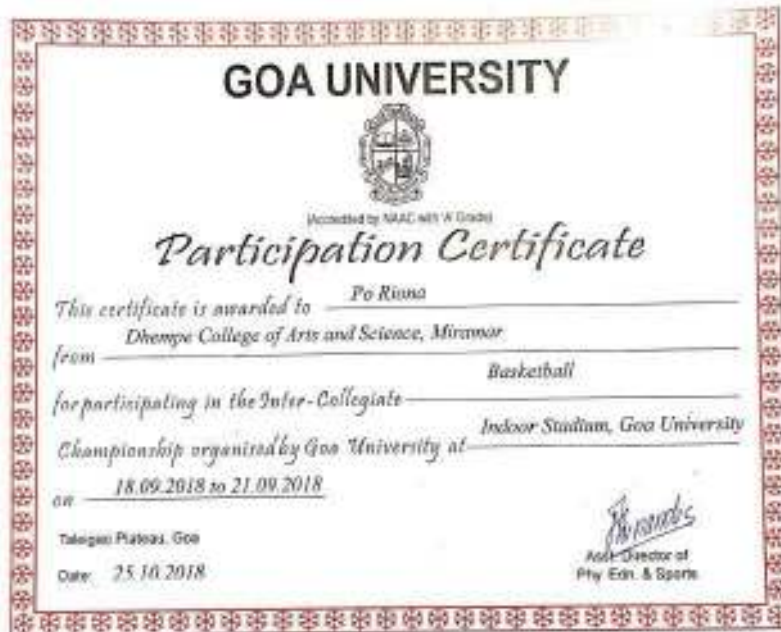 GOA UNIVERSITY
(Accredited by NAAC with 'A' Grade)
Participation Certificate
This certificate is awarded to Po Riona
from Dhempe College of Arts and Science, Miramar
for participating in the Inter-Collegiate Basketball
Championship organised by Goa University at Indoor Stadium, Goa University
on 18.09.2018 to 21.09.2018
Taleigao Plateau, Goa
Date: 25.10.2018
Asst. Director of
Phy. Edn. & Sports